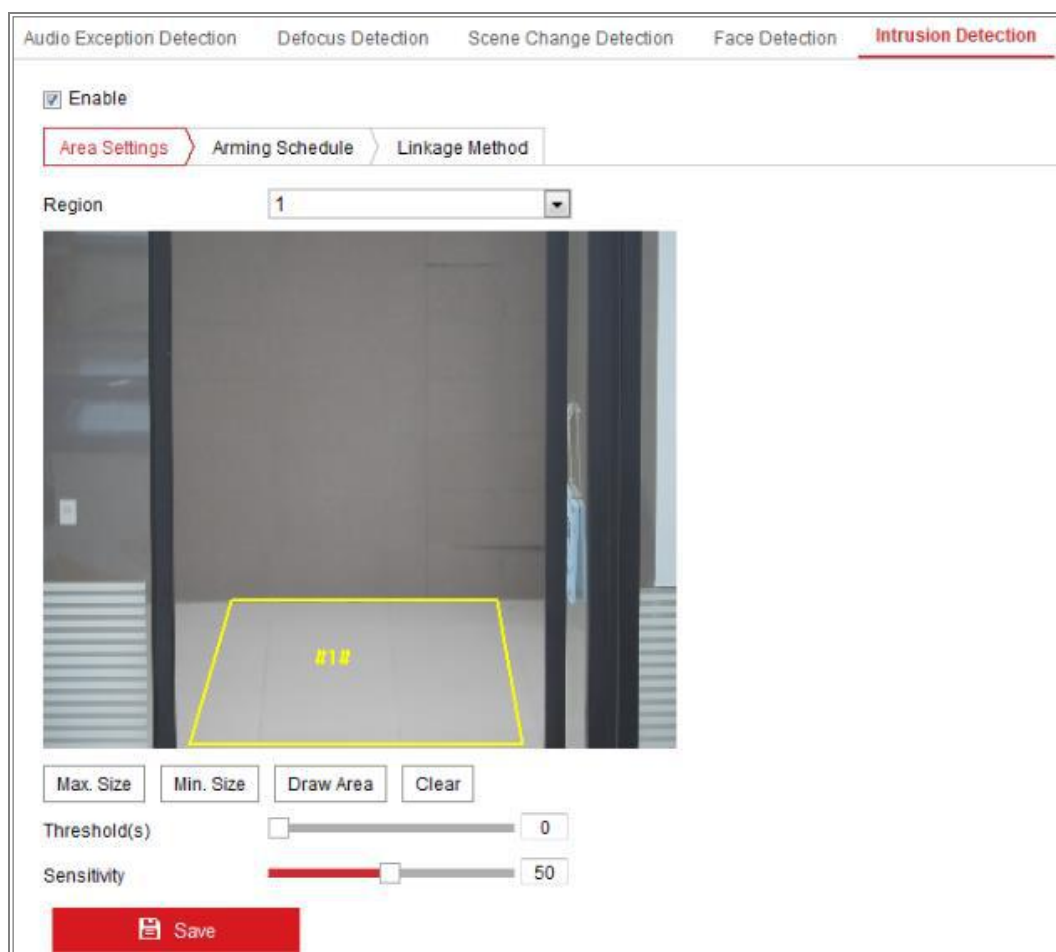 Audio Exception Detection Defocus Detection Scene Change Detection Face Detection Intrusion Detection
Enable
Area Settings Arming Schedule Linkage Method
Region 1
#1#
Max. Size Min. Size Draw Area Clear
Threshold(s) 0
Sensitivity 50
Save